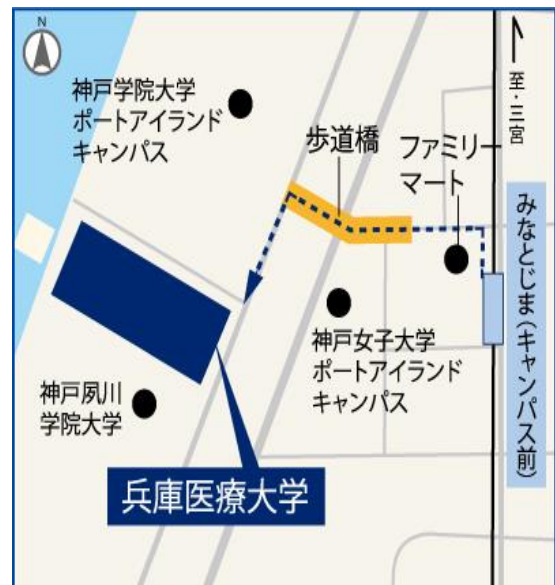 N
神戸学院大学
ポートアイランド
キャンパス
歩道橋
ファミリー
マート
至・三宮
みなとじま(キャンパス前)
神戸女子大学
ポートアイランド
キャンパス
神戸夙川
学院大学
兵庫医療大学